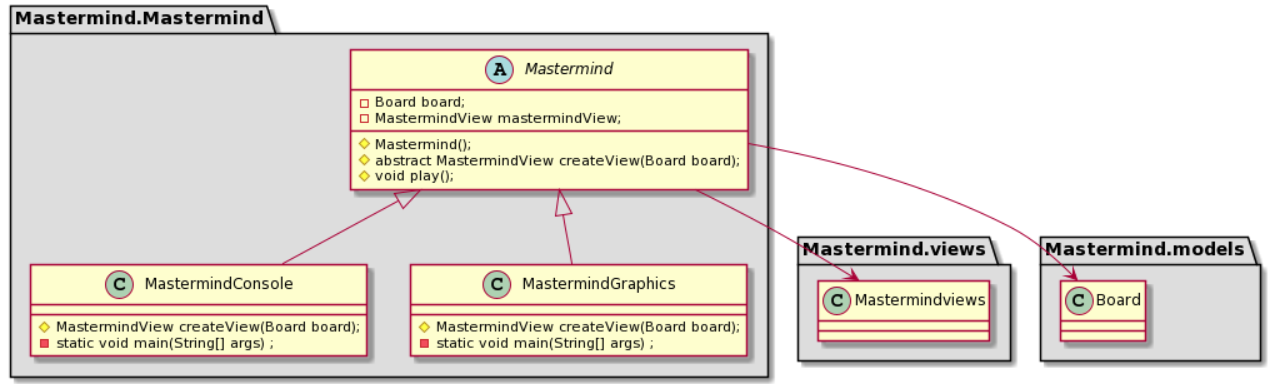 Mastermind.Mastermind
A Mastermind
Board board;
MastermindView mastermindView;
Mastermind();
abstract MastermindView createView(Board board);
void play();
C MastermindConsole
MastermindView createView(Board board);
static void main(String[] args) ;
C MastermindGraphics
MastermindView createView(Board board);
static void main(String[] args) ;
Mastermind.views
C Mastermindviews
Mastermind.models
C Board